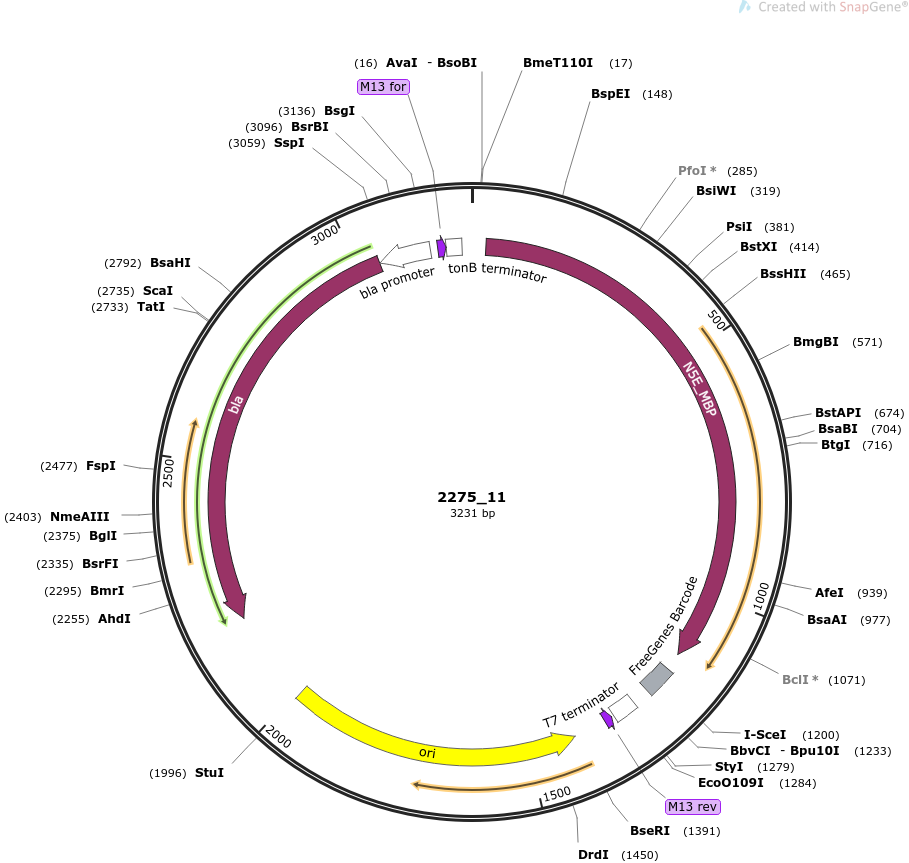 Created with SnapGene®
(16) AvaI - BsoBI
BmeT110I (17)
M13 for
BspEI (148)
(3136) BsgI
(3096) BsrBI
(3059) SspI
PfoI * (285)
BsiWI (319)
PsiI (381)
BstXI (414)
BssHII (465)
(2792) BsaHI
(2735) ScaI
(2733) TatI
3000
bla promoter
tonB terminator
500
BmgBI (571)
N5E_MBP
bla
BstAPI (674)
BsaBI (704)
BtgI (716)
(2477) FspI
2500
2275_11
3231 bp
(2403) NmeAIII
(2375) BglI
(2335) BsrFI
(2295) BmrI
(2255) AhdI
AfeI (939)
1000
BsaAI (977)
FreeGenes Barcode
BclI * (1071)
T7 terminator
I-SceI (1200)
BbvCI - Bpu10I (1233)
StyI (1279)
EcoO109I (1284)
ori
2000
(1996) StuI
1500
M13 rev
BseRI (1391)
DrdI (1450)